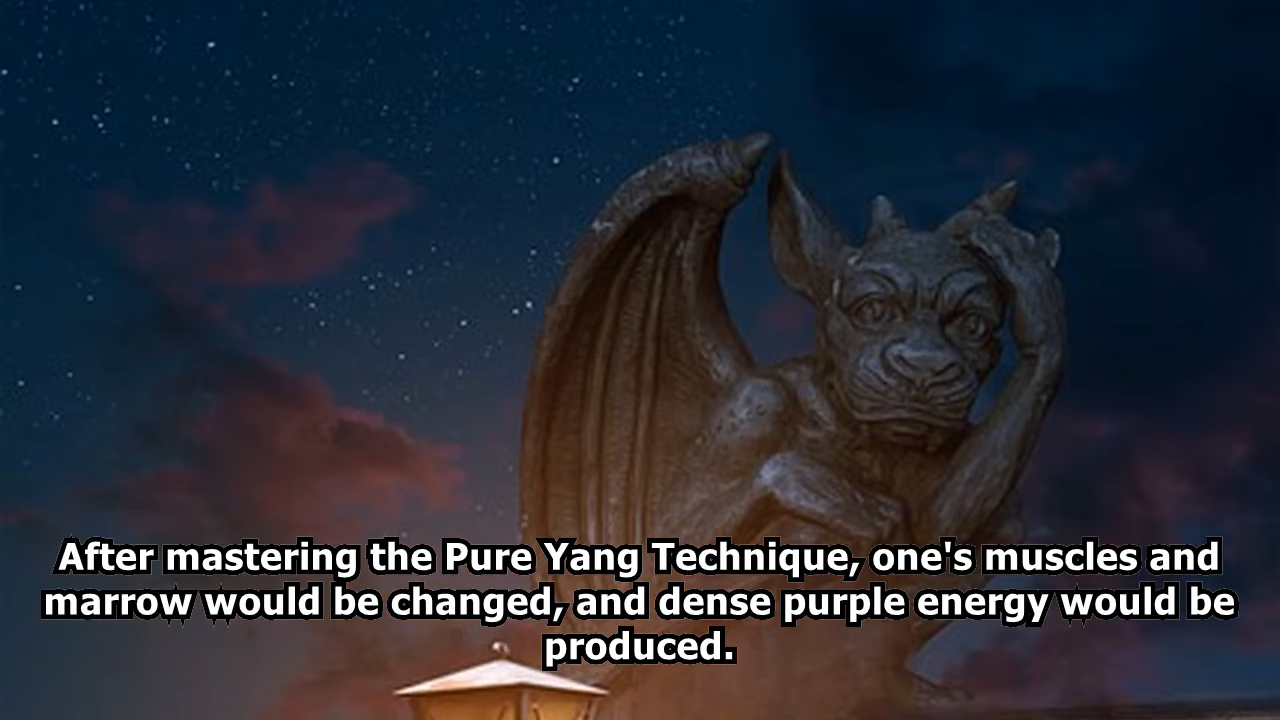 After mastering the Pure Yang Technique, one's muscles and
marrow would be changed, and dense purple energy would be
produced.